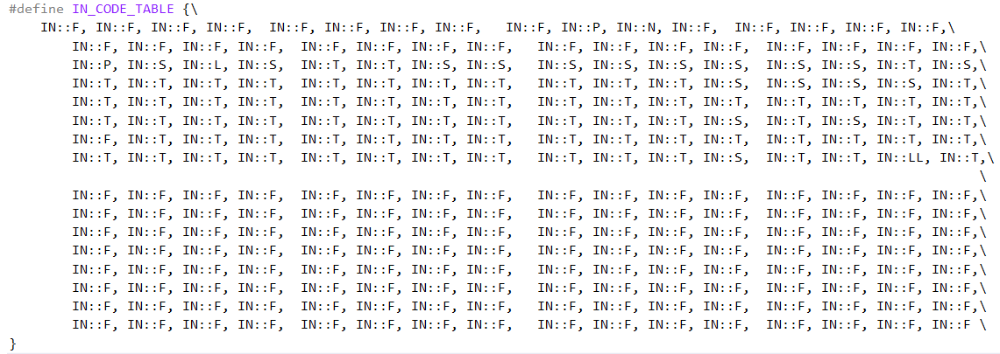 #define IN_CODE_TABLE {\
IN::F, IN::F, IN::F, IN::F, IN::F, IN::F, IN::F, IN::F, IN::F, IN::P, IN::N, IN::F, IN::F, IN::F, IN::F, IN::F,\
IN::F, IN::F, IN::F, IN::F, IN::F, IN::F, IN::F, IN::F, IN::F, IN::F, IN::F, IN::F, IN::F, IN::F, IN::F, IN::F,\
IN::P, IN::S, IN::L, IN::S, IN::T, IN::T, IN::S, IN::S, IN::S, IN::S, IN::S, IN::S, IN::S, IN::S, IN::T, IN::S,\
IN::T, IN::T, IN::T, IN::T, IN::T, IN::T, IN::T, IN::T, IN::T, IN::T, IN::T, IN::S, IN::S, IN::S, IN::S, IN::T,\
IN::T, IN::T, IN::T, IN::T, IN::T, IN::T, IN::T, IN::T, IN::T, IN::T, IN::T, IN::T, IN::T, IN::T, IN::T, IN::T,\
IN::T, IN::T, IN::T, IN::T, IN::T, IN::T, IN::T, IN::T, IN::T, IN::T, IN::T, IN::S, IN::T, IN::S, IN::T, IN::T,\
IN::F, IN::T, IN::T, IN::T, IN::T, IN::T, IN::T, IN::T, IN::T, IN::T, IN::T, IN::T, IN::T, IN::T, IN::T, IN::T,\
IN::T, IN::T, IN::T, IN::T, IN::T, IN::T, IN::T, IN::T, IN::T, IN::T, IN::T, IN::S, IN::T, IN::T, IN::LL, IN::T,\
\
IN::F, IN::F, IN::F, IN::F, IN::F, IN::F, IN::F, IN::F, IN::F, IN::F, IN::F, IN::F, IN::F, IN::F, IN::F, IN::F,\
IN::F, IN::F, IN::F, IN::F, IN::F, IN::F, IN::F, IN::F, IN::F, IN::F, IN::F, IN::F, IN::F, IN::F, IN::F, IN::F,\
IN::F, IN::F, IN::F, IN::F, IN::F, IN::F, IN::F, IN::F, IN::F, IN::F, IN::F, IN::F, IN::F, IN::F, IN::F, IN::F,\
IN::F, IN::F, IN::F, IN::F, IN::F, IN::F, IN::F, IN::F, IN::F, IN::F, IN::F, IN::F, IN::F, IN::F, IN::F, IN::F,\
IN::F, IN::F, IN::F, IN::F, IN::F, IN::F, IN::F, IN::F, IN::F, IN::F, IN::F, IN::F, IN::F, IN::F, IN::F, IN::F,\
IN::F, IN::F, IN::F, IN::F, IN::F, IN::F, IN::F, IN::F, IN::F, IN::F, IN::F, IN::F, IN::F, IN::F, IN::F, IN::F,\
IN::F, IN::F, IN::F, IN::F, IN::F, IN::F, IN::F, IN::F, IN::F, IN::F, IN::F, IN::F, IN::F, IN::F, IN::F, IN::F,\
IN::F, IN::F, IN::F, IN::F, IN::F, IN::F, IN::F, IN::F, IN::F, IN::F, IN::F, IN::F, IN::F, IN::F, IN::F, IN::F \
}